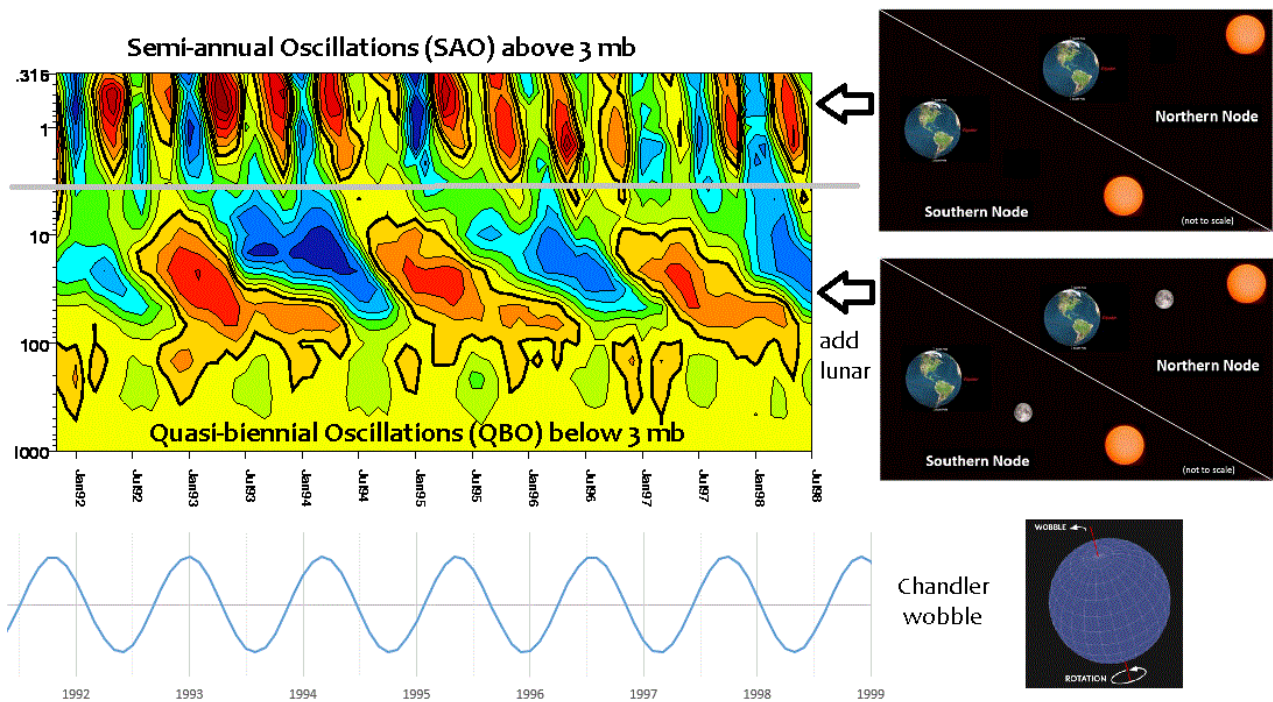 Semi-annual Oscillations (SAO) above 3 mb
.316
1
10
100
1000
Quasi-biennial Oscillations (QBO) below 3 mb
Jan92
Jul92
Jan93
Jul93
Jan94
Jul94
Jan95
Jul95
Jan96
Jul96
Jan97
Jul97
Jan98
Jul98
Northern Node
Southern Node
(not to scale)
add
lunar
Northern Node
Southern Node
(not to scale)
1992
1993
1994
1995
1996
1997
1998
1999
Chandler
wobble
WOBBLE
ROTATION